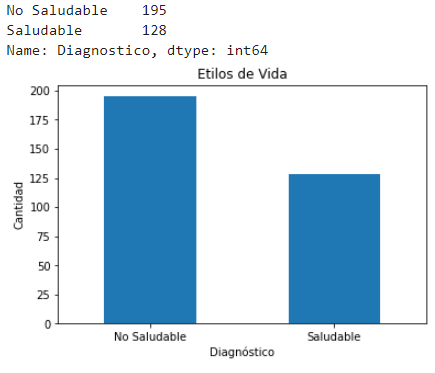 No Saludable    195
Saludable       128
Name: Diagnostico, dtype: int64
Etilos de Vida
200
175
150
125
100
75
50
25
0
Cantidad
No Saludable Saludable
Diagnóstico